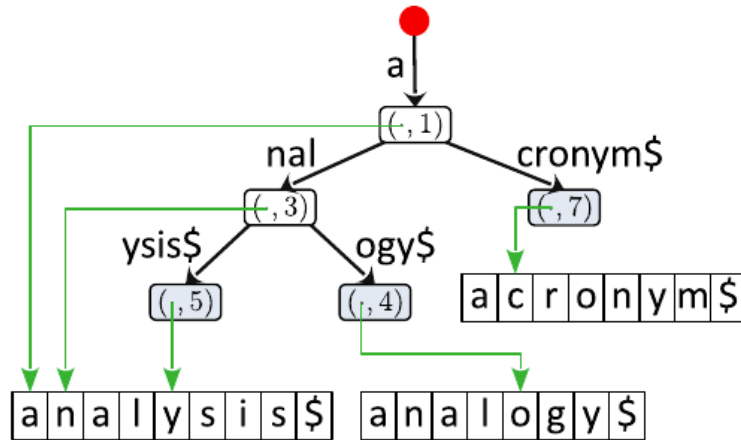 a
(·, 1)
nal cronym$
(·, 3) (·, 7)
ysis$ ogy$
(·, 5) (·, 4)
a c r o n y m $
a n a l y s i s $ a n a l o g y $